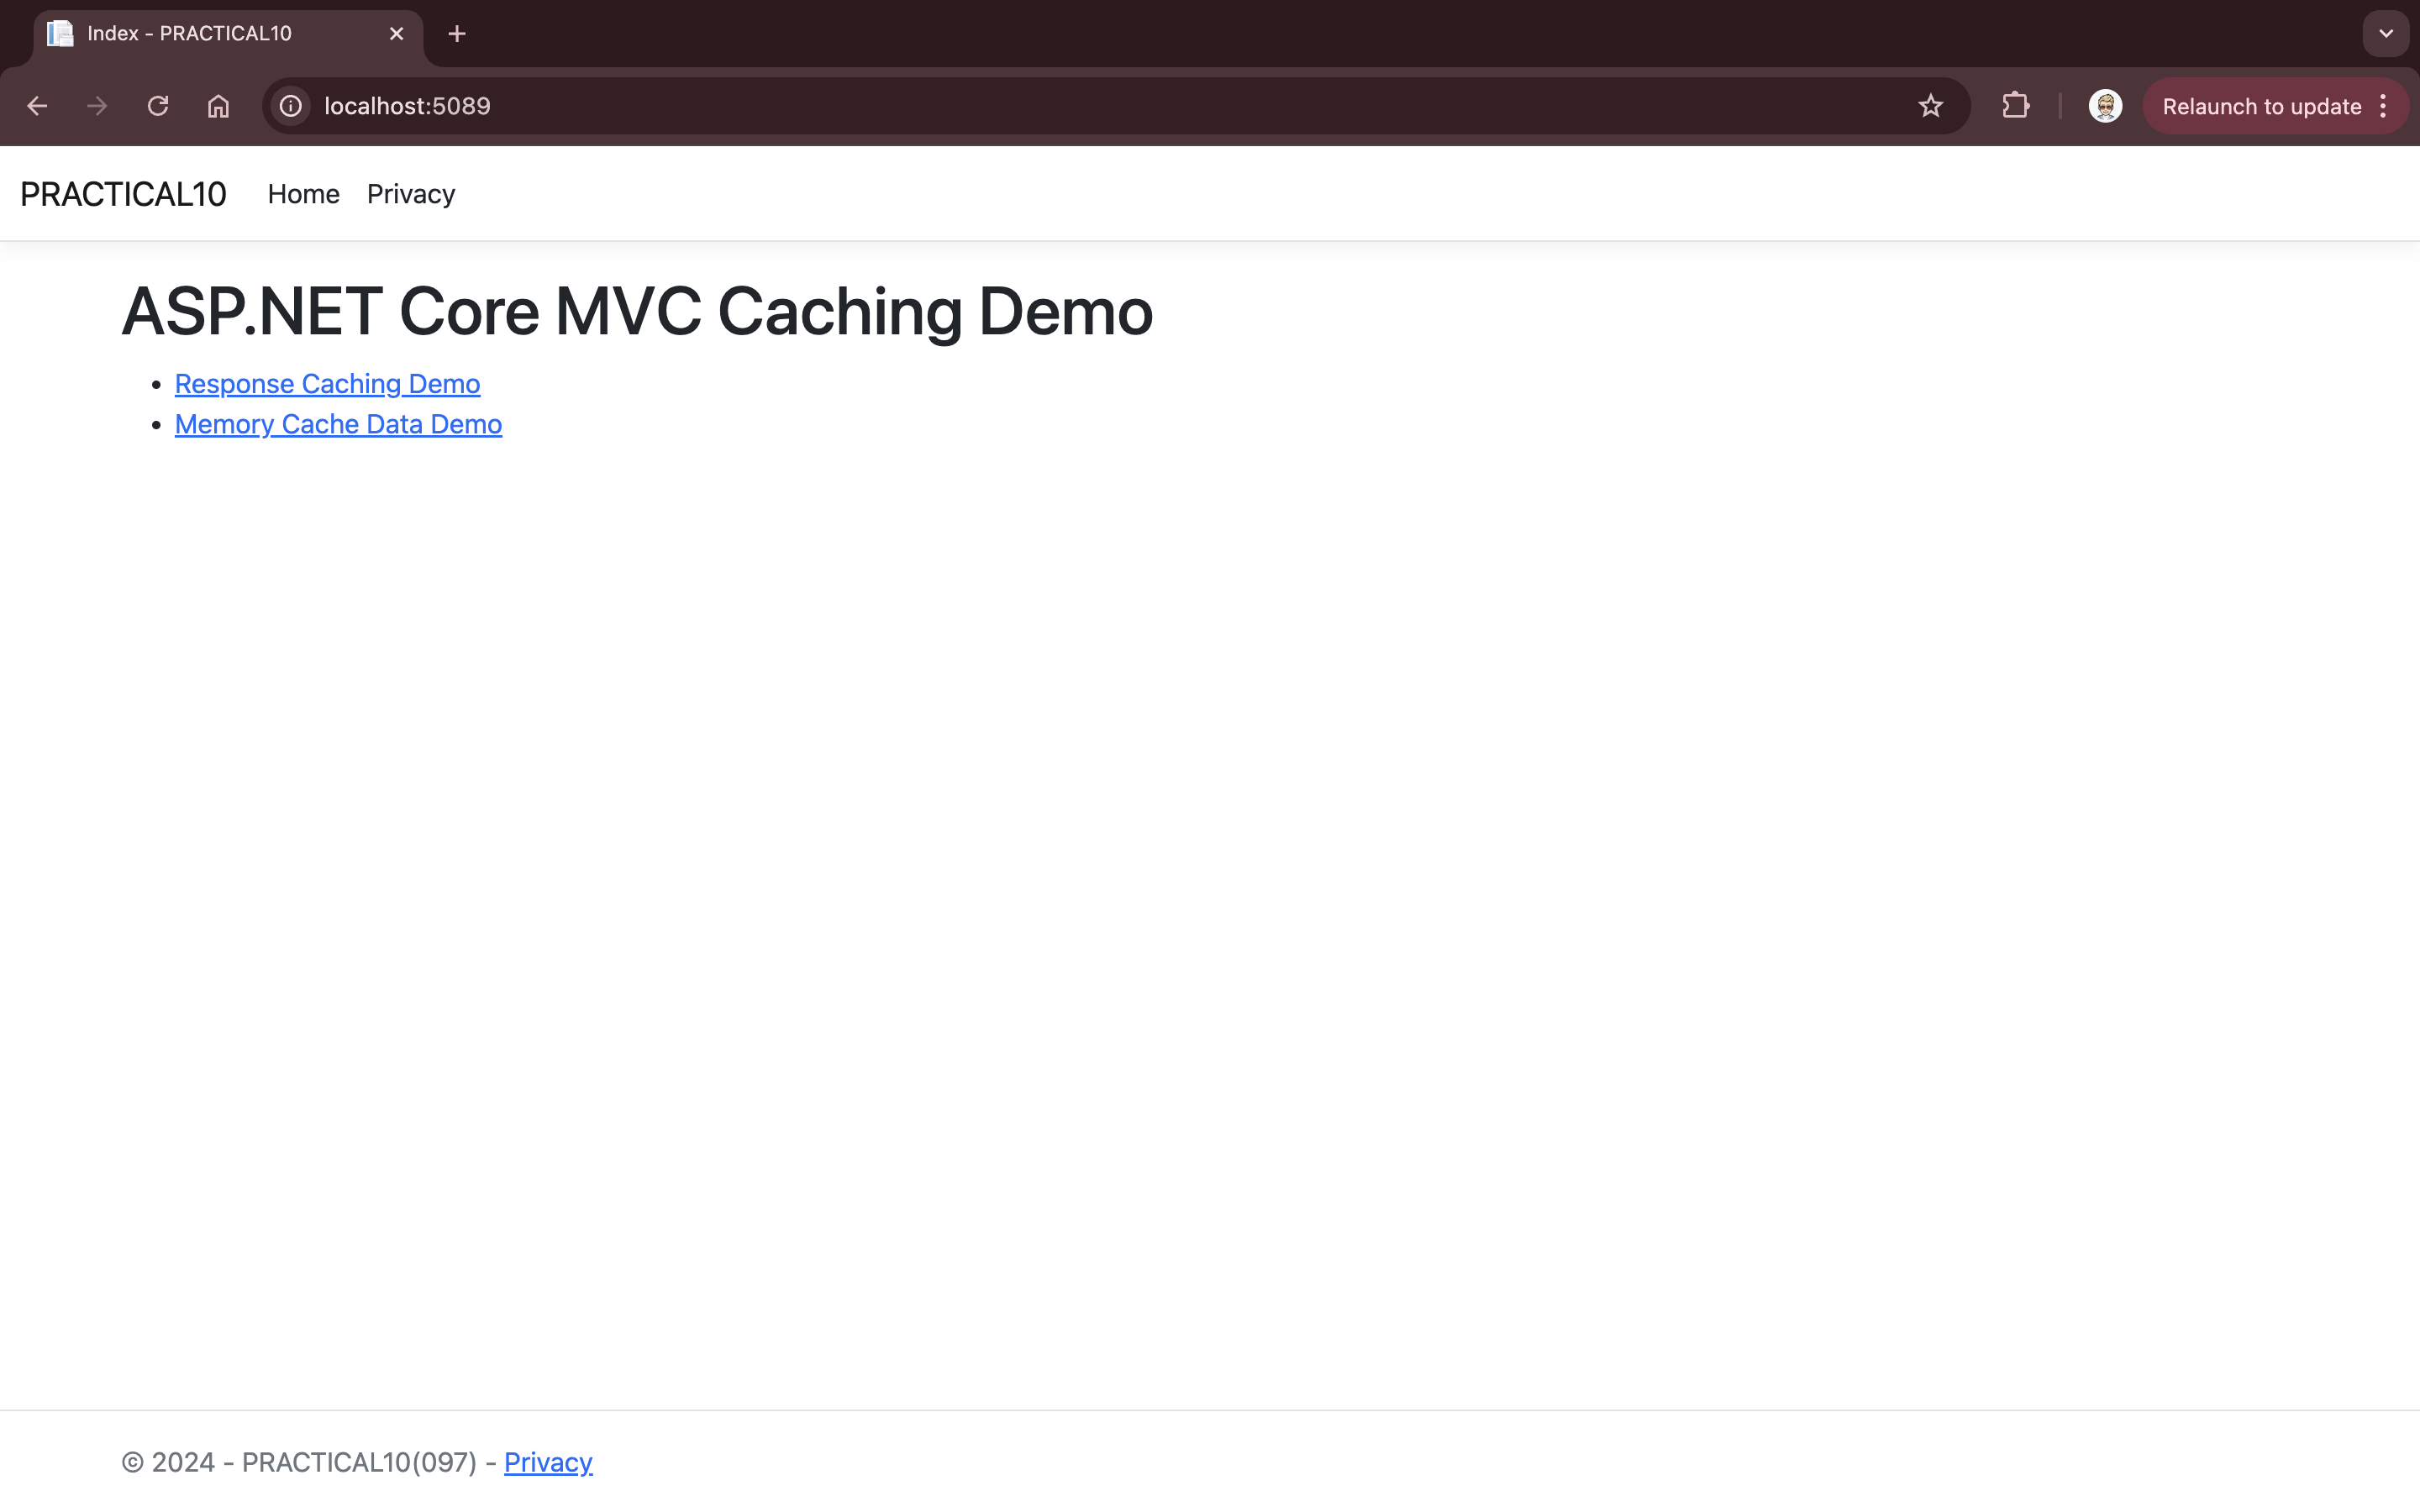 Index - PRACTICAL10
localhost:5089
Relaunch to update
PRACTICAL10 Home Privacy
ASP.NET Core MVC Caching Demo
• Response Caching Demo
• Memory Cache Data Demo
© 2024 - PRACTICAL10(097) - Privacy